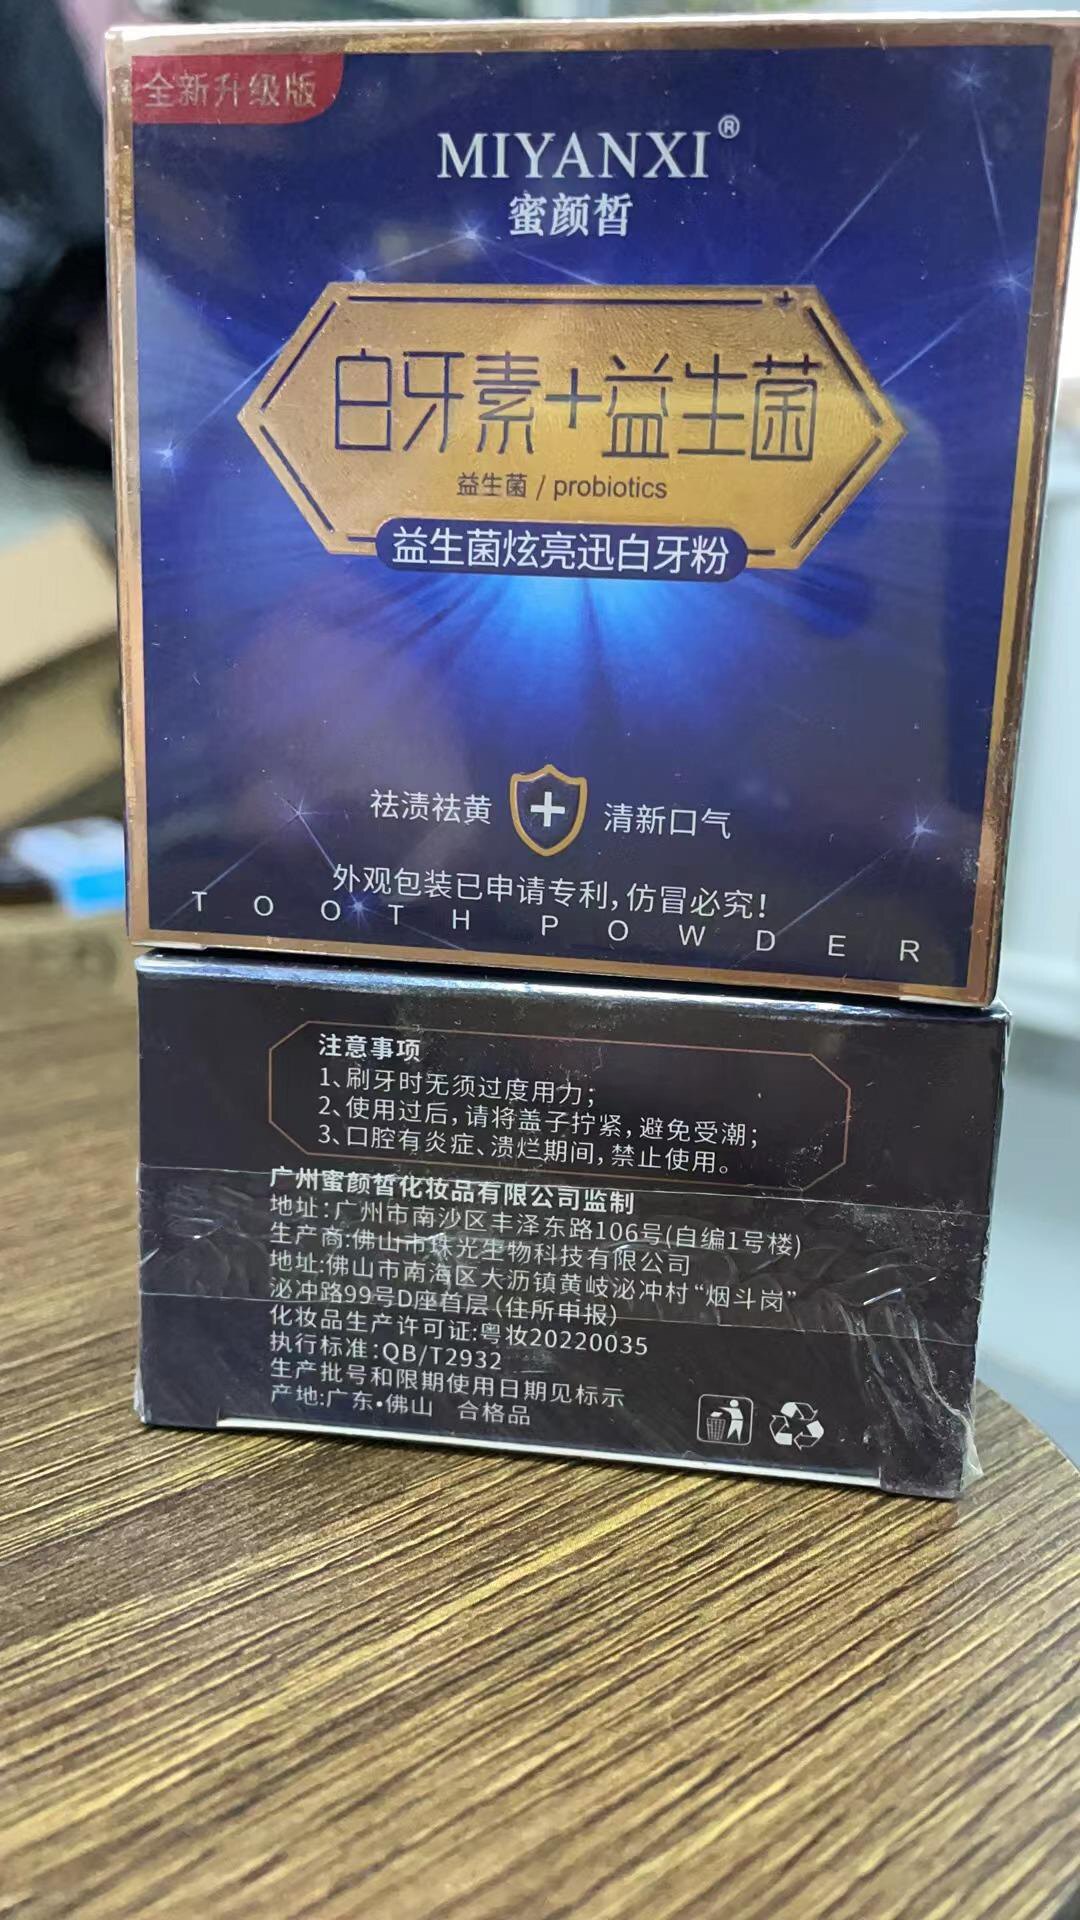 全新升级版
MIYANXI®
蜜颜皙
白牙素+益生菌
益生菌 / probiotics
益生菌炫亮迅白牙粉
祛渍祛黄 清新口气
外观包装已申请专利,仿冒必究!
TOOTH POWDER
注意事项
1、刷牙时无须过度用力;
2、使用过后,请将盖子拧紧,避免受潮;
3、口腔有炎症、溃烂期间,禁止使用。
广州蜜颜皙化妆品有限公司监制
地址:广州市南沙区丰泽东路106号(自编1号楼)
生产商:佛山市珠光生物科技有限公司
地址:佛山市南海区大沥镇黄岐泌冲村“烟斗岗”
泌冲路99号D座首层(住所申报)
化妆品生产许可证:粤妆20220035
执行标准:QB/T2932
生产批号和限期使用日期见标示
产地:广东•佛山 合格品